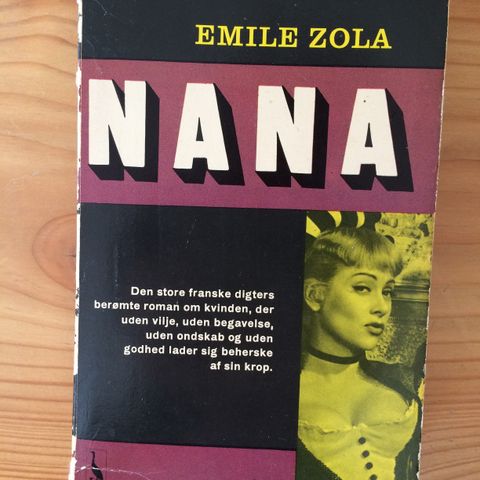 EMILE ZOLA
NANA
Den store franske digters
berømte roman om kvinden, der
uden vilje, uden begavelse,
uden ondskab og uden
godhed lader sig beherske
af sin krop.